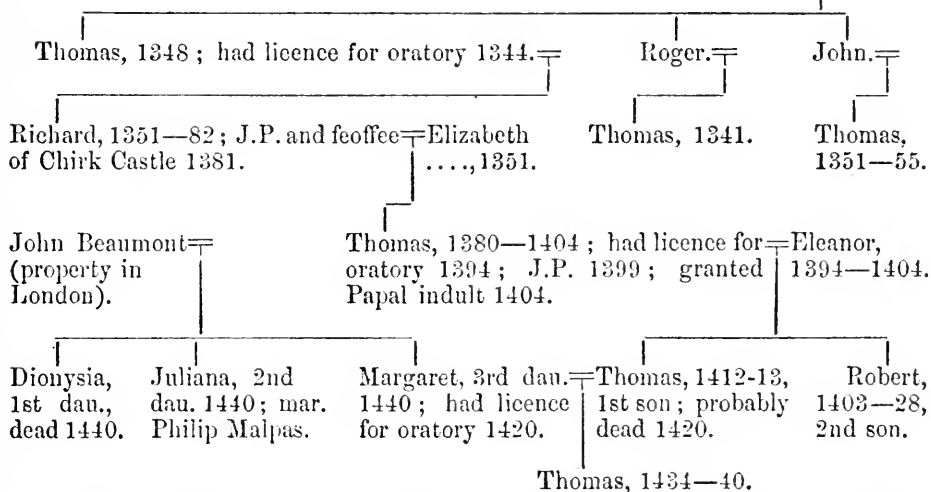 Thomas, 1348 ; had licence for oratory 1344.
Roger.
John.
Richard, 1351—82 ; J.P. and feoffee
of Chirk Castle 1381.
Elizabeth
...., 1351.
Thomas, 1341.
Thomas,
1351—55.
John Beaumont
(property in
London).
Thomas, 1380—1404 ; had licence for
oratory 1394 ; J.P. 1399 ; granted
Papal indult 1404.
Eleanor,
1394—1404.
Dionysia,
1st dau.,
dead 1440.
Juliana, 2nd
dau. 1440 ; mar.
Philip Malpas.
Margaret, 3rd dau.
1440 ; had licence
for oratory 1420.
Thomas, 1412-13,
1st son ; probably
dead 1420.
Robert,
1403—28,
2nd son.
Thomas, 1434—40.